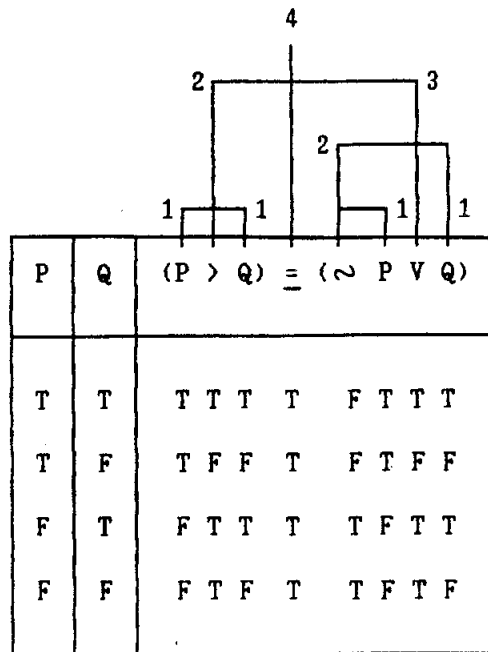 4
2 3
2
1 1 1 1
P Q (P > Q) ≡ (~ P V Q)
T T T T T T F T T T
T F T F F T F T F F
F T F T T T T F T T
F F F T F T T F T F